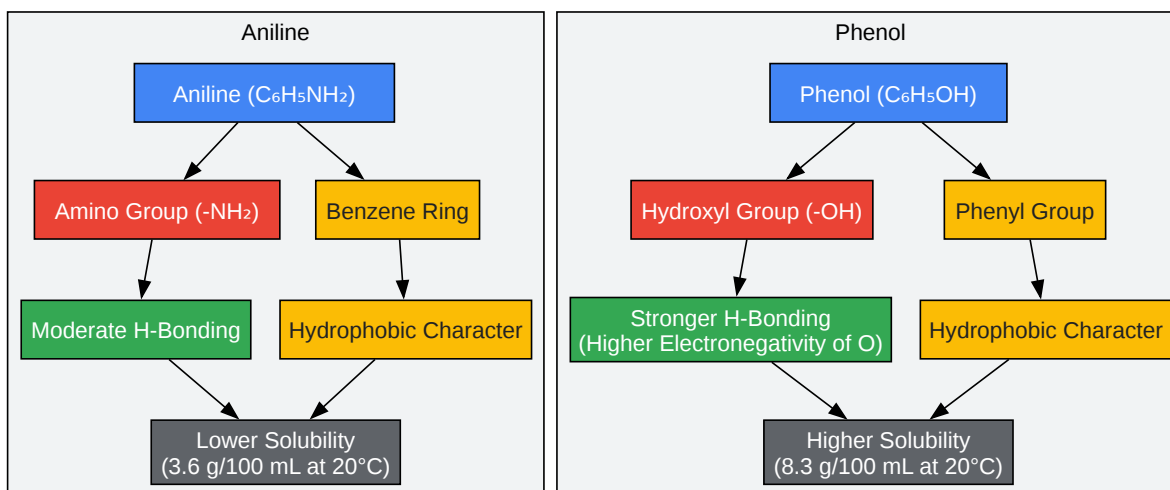 Aniline
Aniline (C₆H₅NH₂)
Amino Group (-NH₂)
Benzene Ring
Moderate H-Bonding
Hydrophobic Character
Lower Solubility
(3.6 g/100 mL at 20°C)
Phenol
Phenol (C₆H₅OH)
Hydroxyl Group (-OH)
Phenyl Group
Stronger H-Bonding
(Higher Electronegativity of O)
Hydrophobic Character
Higher Solubility
(8.3 g/100 mL at 20°C)